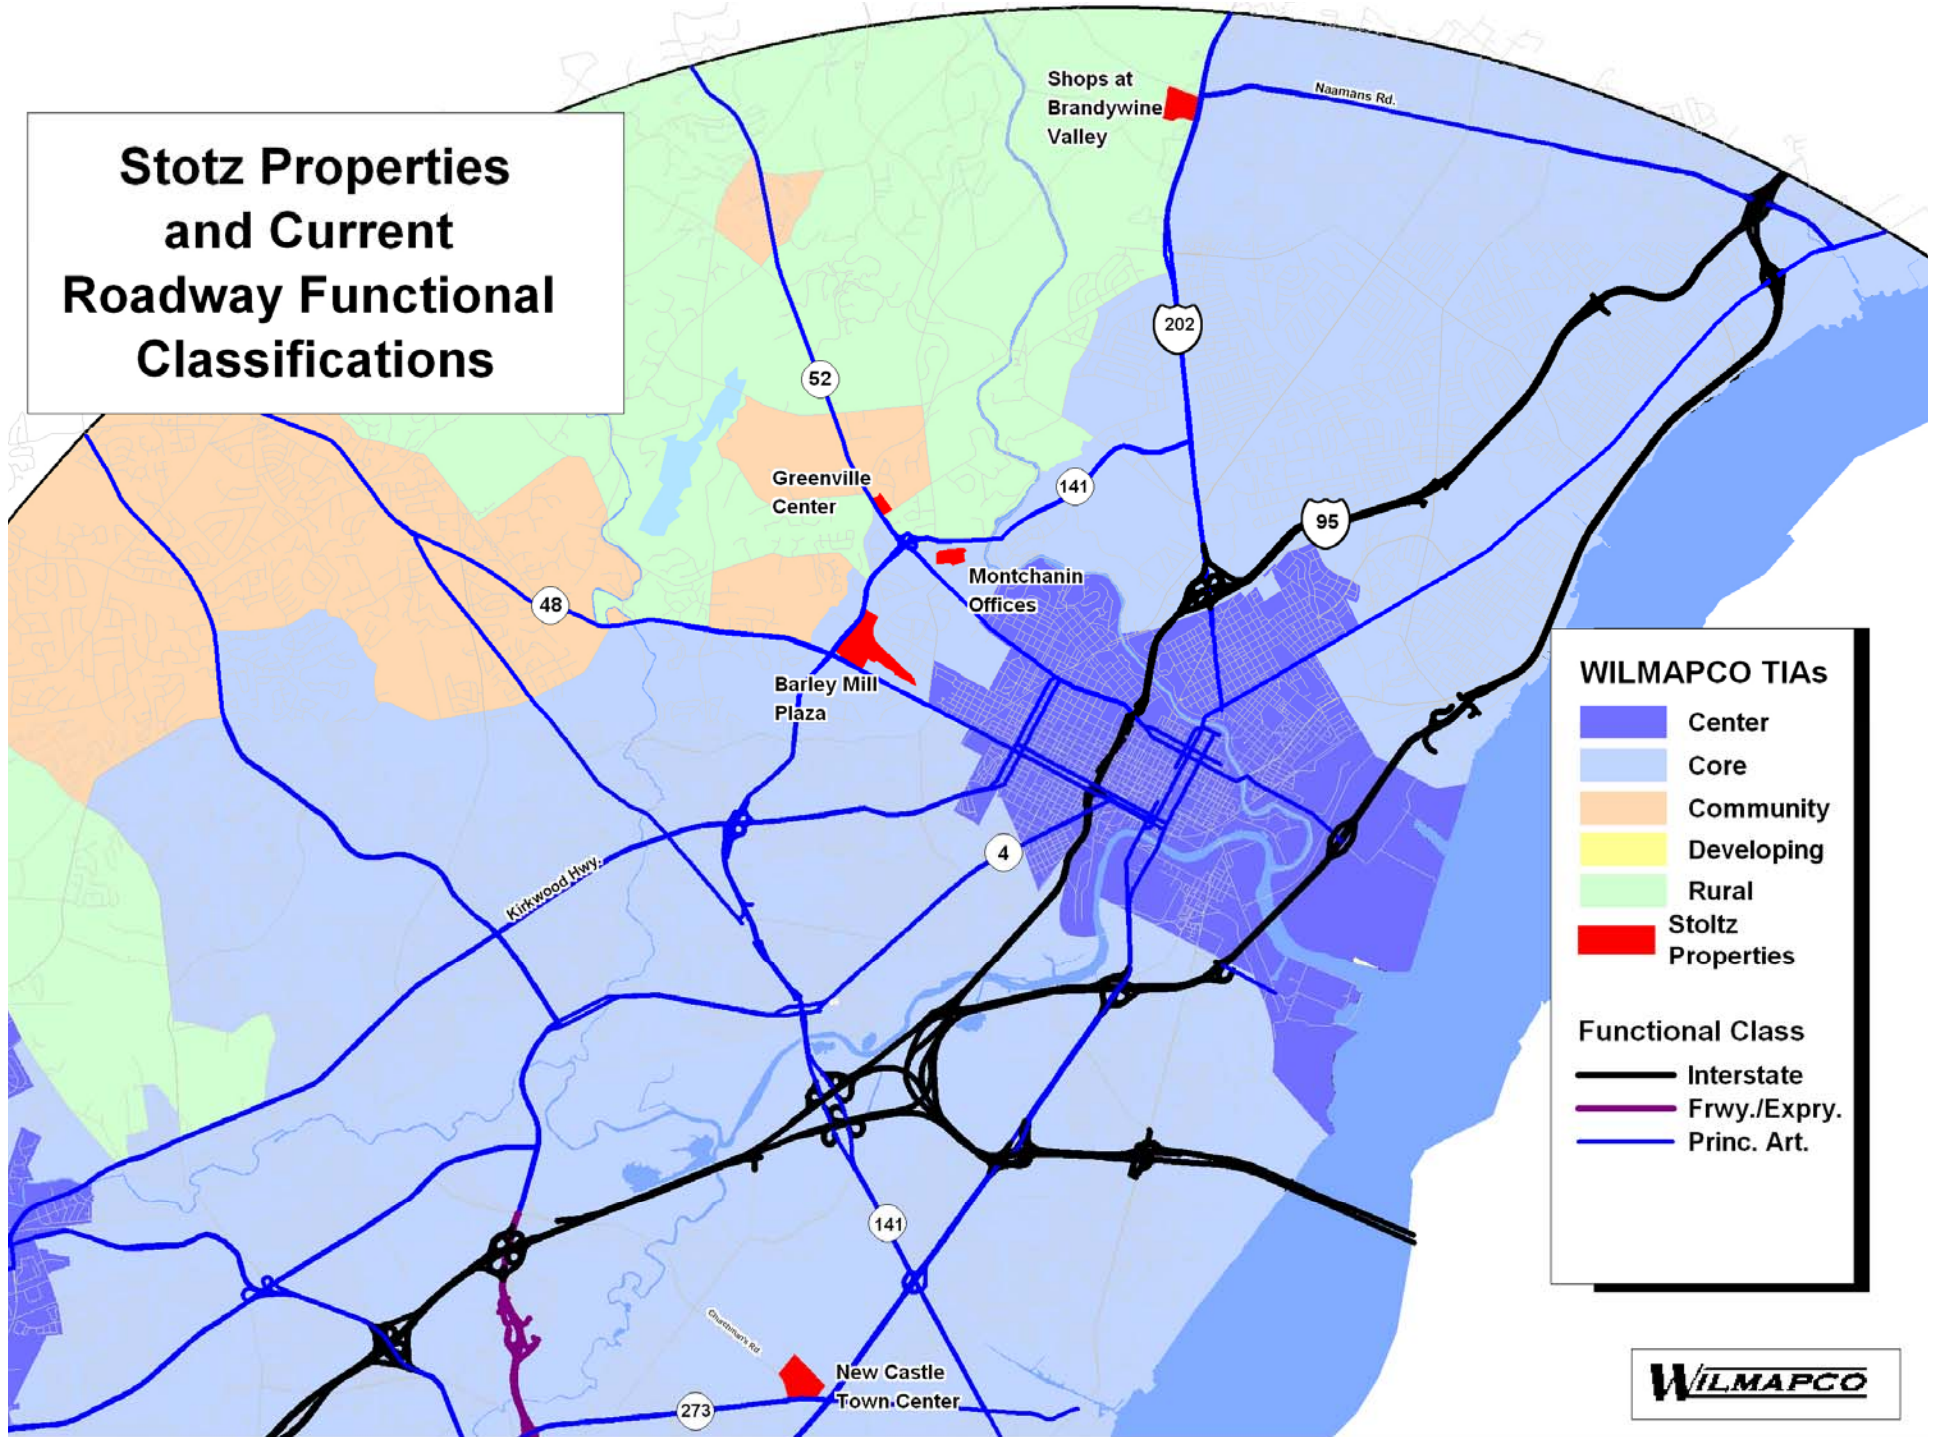 Stotz Properties
and Current
Roadway Functional
Classifications
Shops at
Brandywine
Valley
Naamans Rd.
202
52
Greenville
Center
141
95
Montchanin
Offices
48
Barley Mill
Plaza
4
Kirkwood Hwy.
141
Churchman's Rd.
New Castle
Town Center
273
WILMAPCO TIAs
Center
Core
Community
Developing
Rural
Stoltz
Properties
Functional Class
Interstate
Frwy./Expry.
Princ. Art.
WILMAPCO